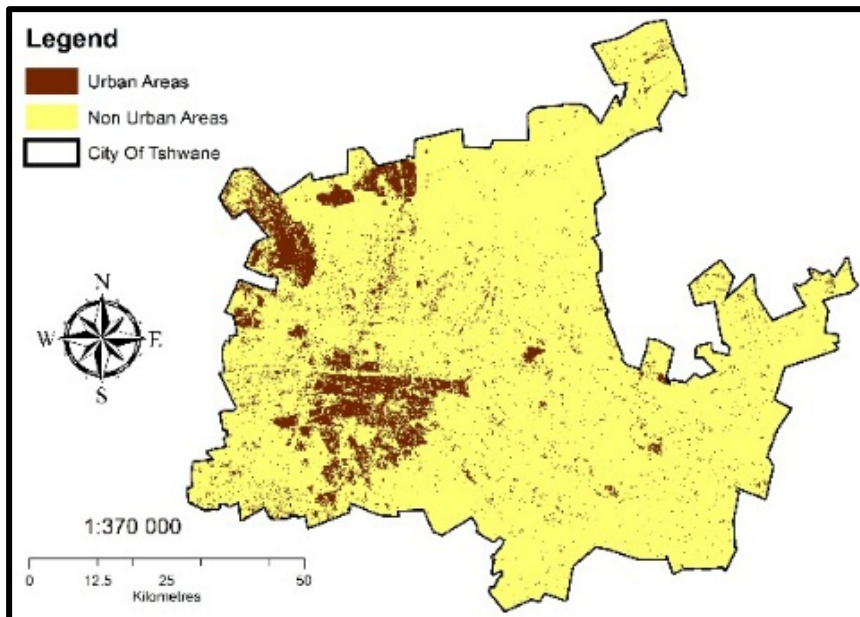 Legend
Urban Areas
Non Urban Areas
City Of Tshwane
N
W E
S
1:370 000
0 12.5 25 50
Kilometres